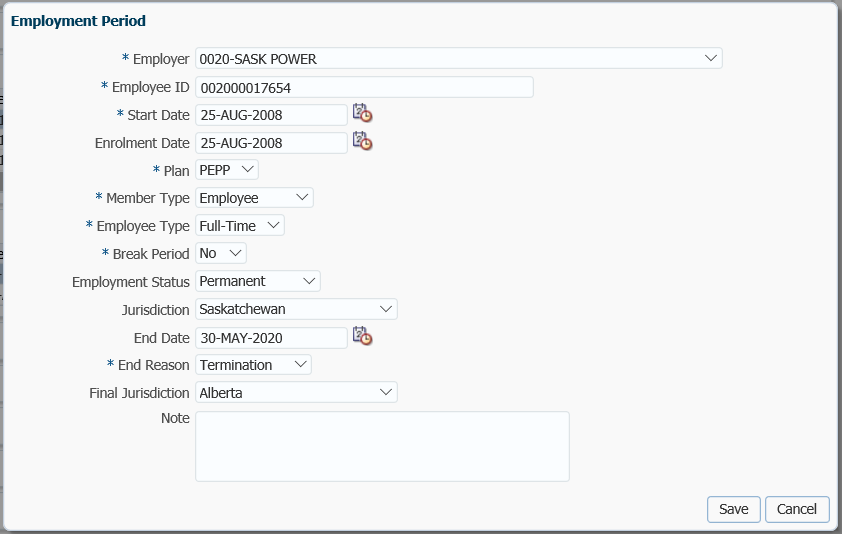 Employment Period
* Employer 0020-SASK POWER
* Employee ID 002000017654
* Start Date 25-AUG-2008
Enrolment Date 25-AUG-2008
* Plan PEPP
* Member Type Employee
* Employee Type Full-Time
* Break Period No
Employment Status Permanent
Jurisdiction Saskatchewan
End Date 30-MAY-2020
* End Reason Termination
Final Jurisdiction Alberta
Note
Save Cancel